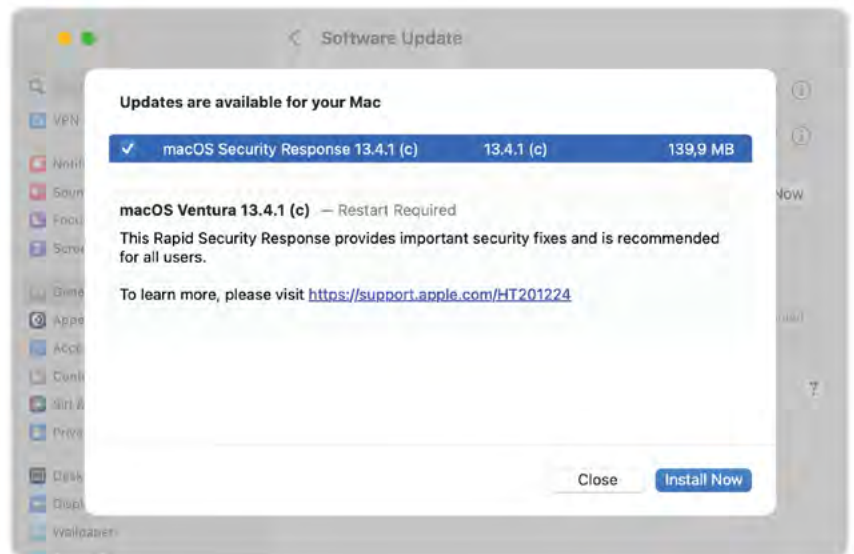 Software Update
VPN
Updates are available for your Mac
macOS Security Response 13.4.1 (c) 13.4.1 (c) 139,9 MB
Now
macOS Ventura 13.4.1 (c) — Restart Required
This Rapid Security Response provides important security fixes and is recommended
for all users.
To learn more, please visit https://support.apple.com/HT201224
?
Close Install Now
Wallpaper